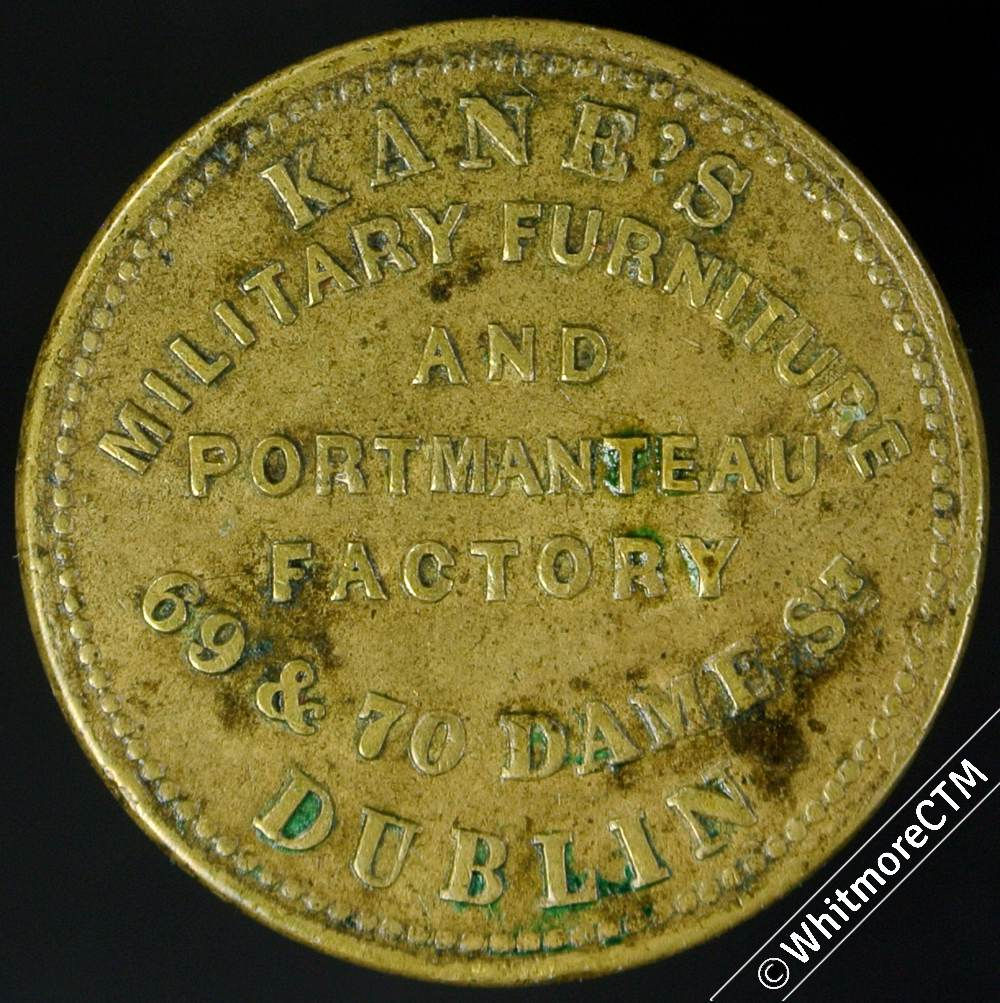 KANE'S
MILITARY FURNITURE
AND
PORTMANTEAU
FACTORY
69 & 70 DAME ST
DUBLIN
© WhitmoreCTM